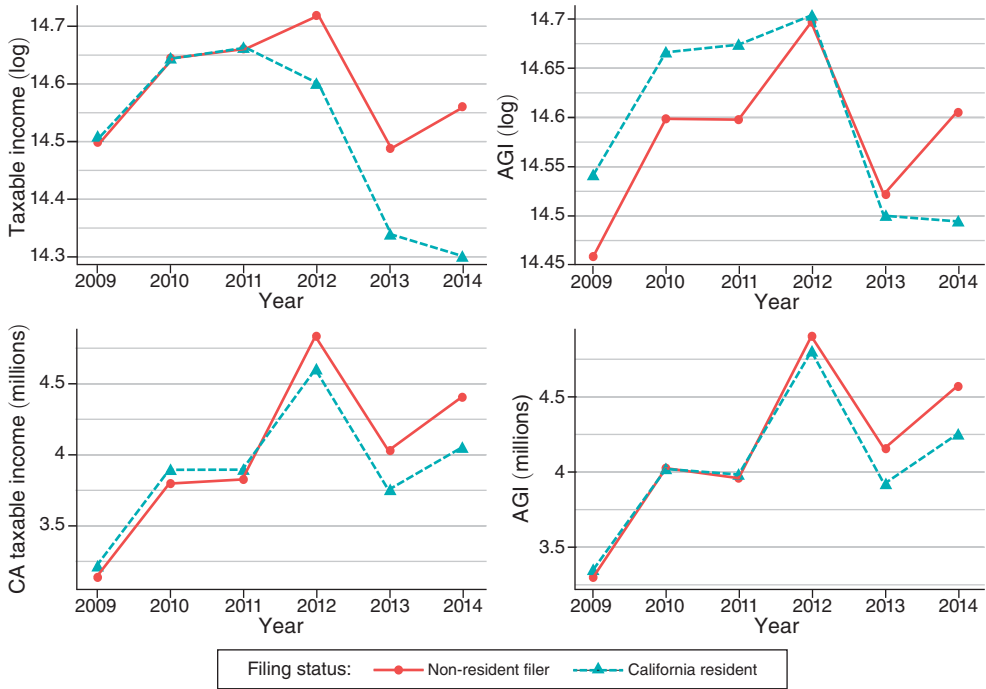 Taxable income (log)
14.7
14.6
14.5
14.4
14.3
2009 2010 2011 2012 2013 2014
Year
AGI (log)
14.7
14.65
14.6
14.55
14.5
14.45
2009 2010 2011 2012 2013 2014
Year
CA taxable income (millions)
4.5
4
3.5
2009 2010 2011 2012 2013 2014
Year
AGI (millions)
4.5
4
3.5
2009 2010 2011 2012 2013 2014
Year
Filing status: Non-resident filer California resident